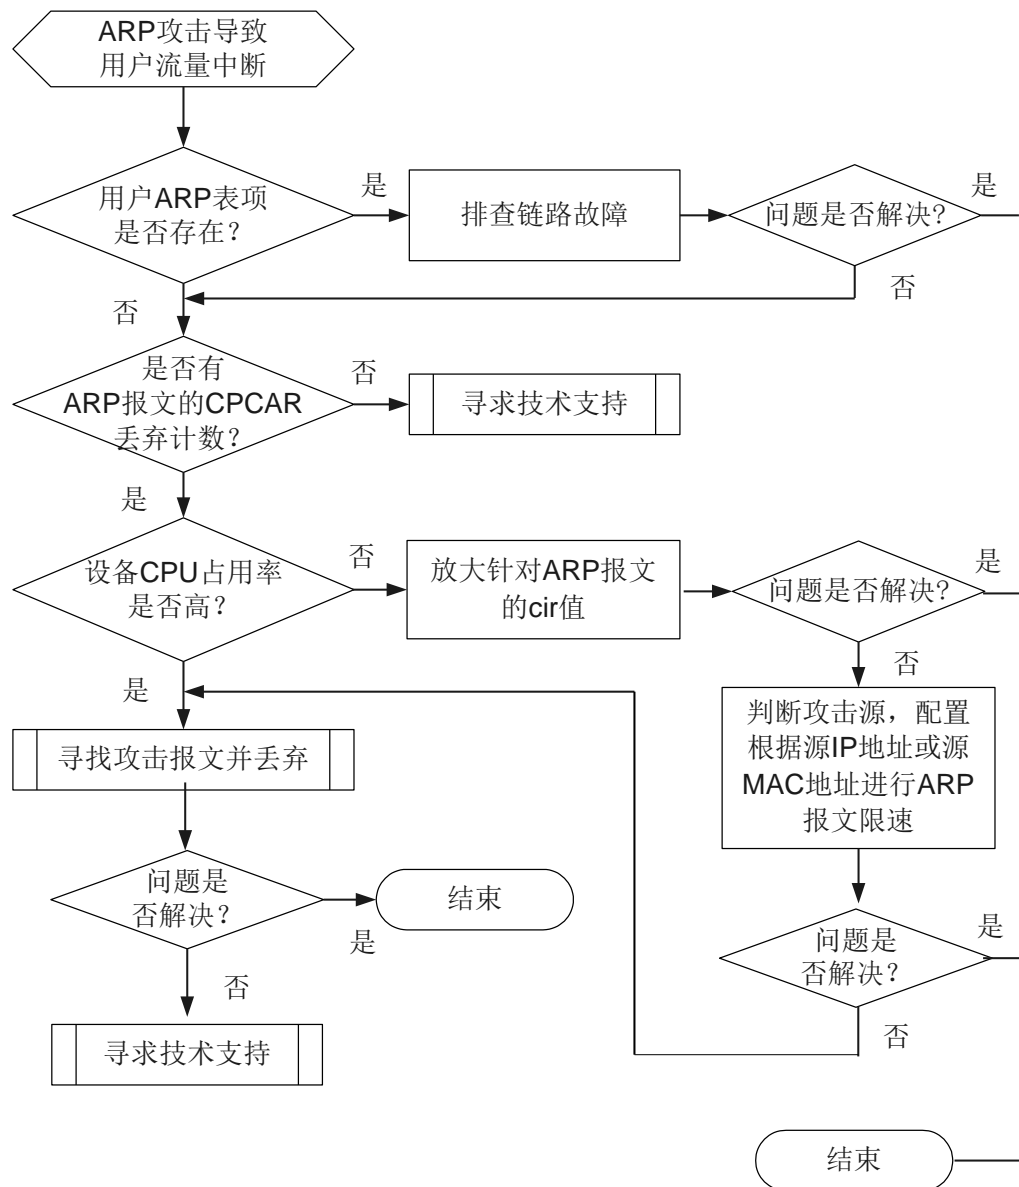 ARP攻击导致
用户流量中断
用户ARP表项
是否存在？
是
排查链路故障
问题是否解决?
是
否
否
是否有
ARP报文的CPCAR
丢弃计数？
否
寻求技术支持
是
设备CPU占用率
是否高？
否
放大针对ARP报文
的cir值
问题是否解决?
是
否
是
判断攻击源，配置
根据源IP地址或源
MAC地址进行ARP
报文限速
寻找攻击报文并丢弃
问题是
否解决？
是
结束
否
寻求技术支持
问题是
否解决？
是
否
结束